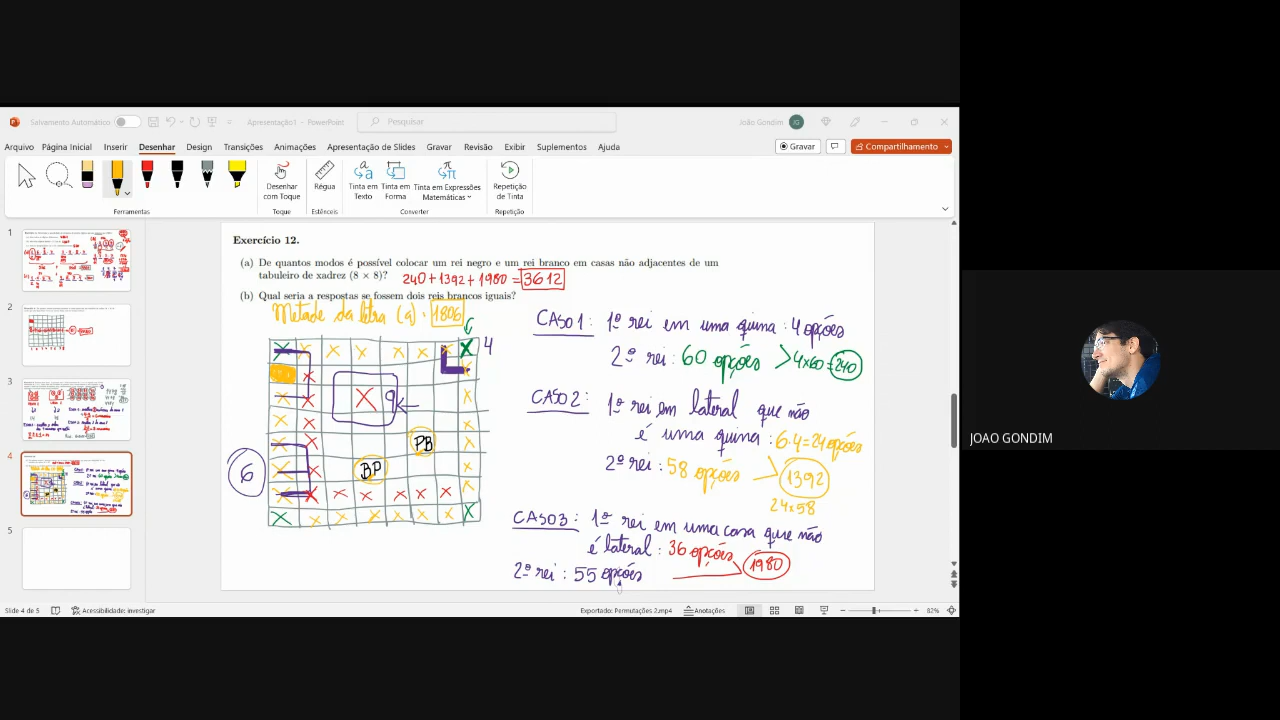 Salvamento Automático
Apresentação1 - PowerPoint
Pesquisar
João Gondim
JG
Arquivo
Página Inicial
Inserir
Desenhar
Design
Transições
Animações
Apresentação de Slides
Gravar
Revisão
Exibir
Suplementos
Ajuda
Gravar
Compartilhamento
Desenhar
com Toque
Régua
Tinta em
Texto
Tinta em
Forma
Tinta em Expressões
Matemáticas
Repetição
de Tinta
Ferramentas
Toque
Estênceis
Converter
Repetição
1
2
3
4
5
Exercício 12.
(a) De quantos modos é possível colocar um rei negro e um rei branco em casas não adjacentes de um
tabuleiro de xadrez (8 × 8)? 240+1392+1980=3612
(b) Qual seria a respostas se fossem dois reis brancos iguais?
Metade da letra (a). 1806
4
9
PB
BP
6
CASO 1: 1º rei em uma quina: 4 opções
2º rei: 60 opções > 4x60=240
CASO 2: 1º rei em lateral que não
é uma quina: 6.4=24 opções
2º rei: 58 opções > 1392
24x58
CASO 3: 1º rei em uma casa que não
é lateral: 36 opções
2º rei: 55 opções 1980
JOAO GONDIM
Slide 4 de 5
Acessibilidade: investigar
Exportado: Permutações 2.mp4
Anotações
82%